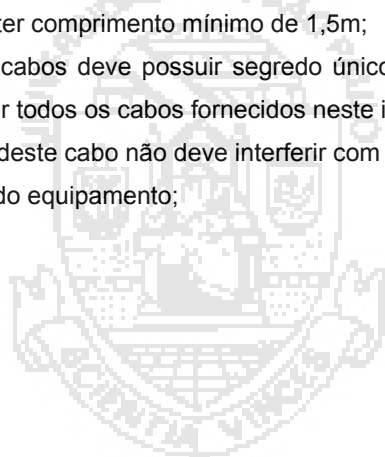 ter comprimento mínimo de 1,5m;
cabos deve possuir segredo único
r todos os cabos fornecidos neste i
deste cabo não deve interferir com
do equipamento;
VINCES